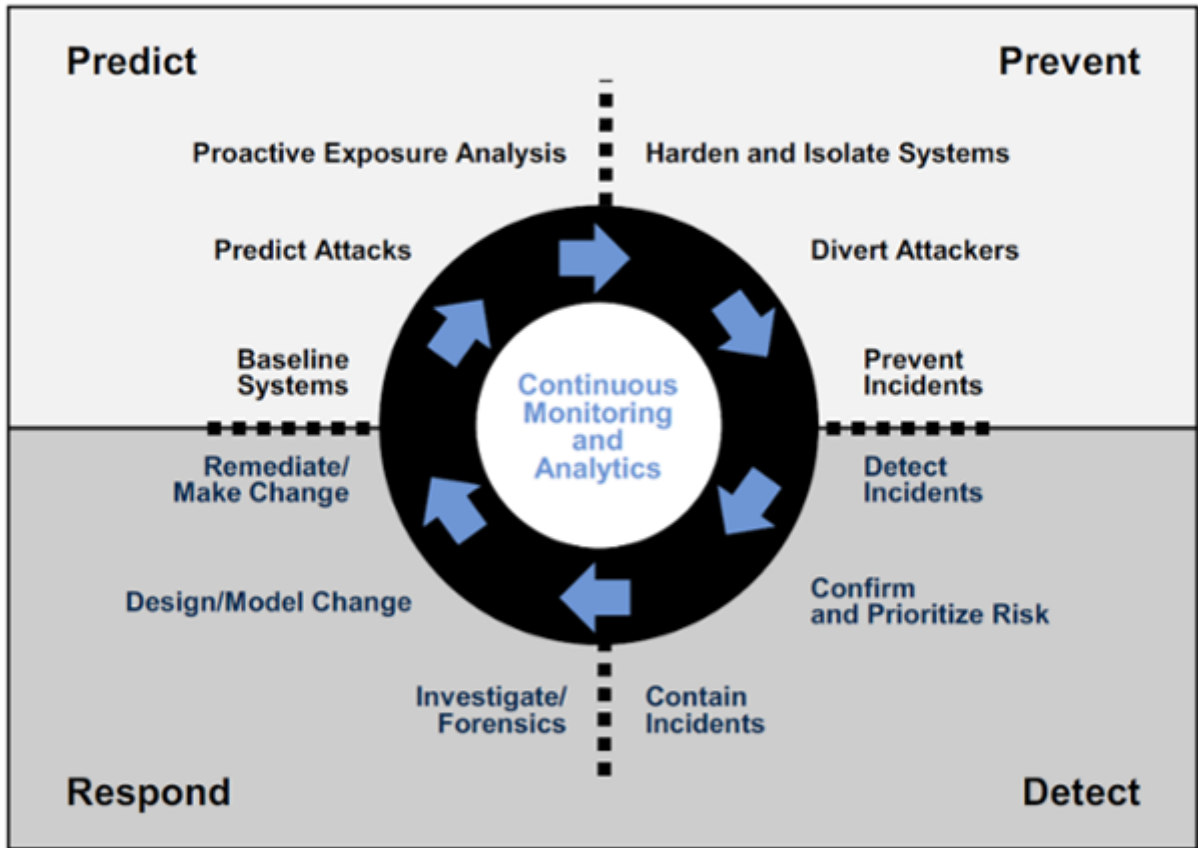 Predict
Prevent
Proactive Exposure Analysis
Harden and Isolate Systems
Predict Attacks
Divert Attackers
Baseline
Systems
Prevent
Incidents
Continuous
Monitoring
and
Analytics
Remediate/
Make Change
Detect
Incidents
Design/Model Change
Confirm
and Prioritize Risk
Investigate/
Forensics
Contain
Incidents
Respond
Detect